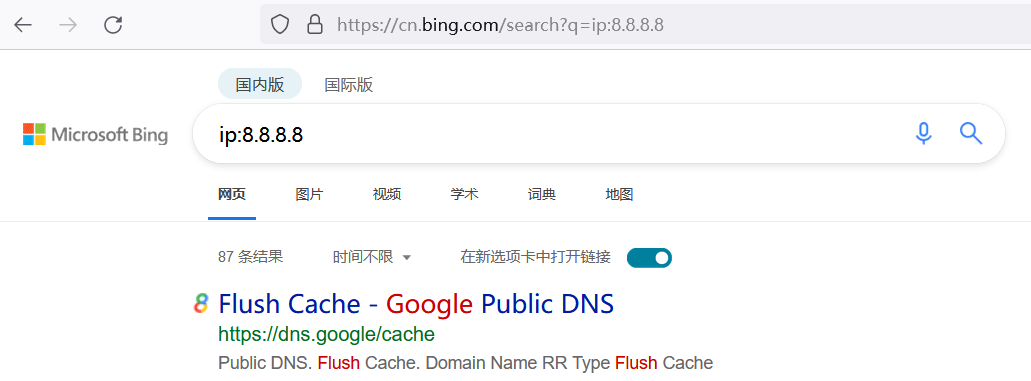 https://cn.bing.com/search?q=ip:8.8.8.8
国内版 国际版
Microsoft Bing ip:8.8.8.8
网页 图片 视频 学术 词典 地图
87 条结果 时间不限 在新选项卡中打开链接
Flush Cache - Google Public DNS
https://dns.google/cache
Public DNS. Flush Cache. Domain Name RR Type Flush Cache